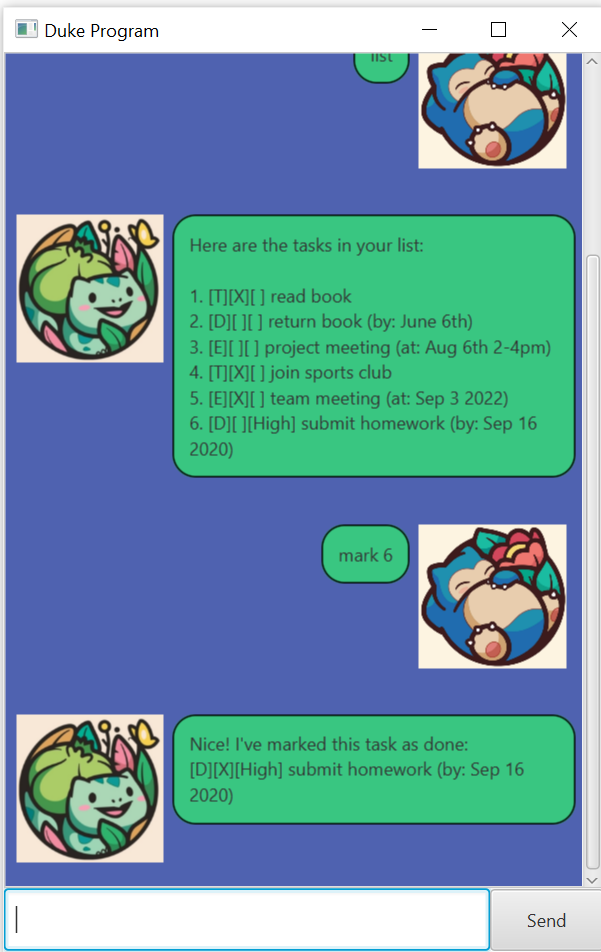 Duke Program
list
Here are the tasks in your list:
1. [T][X][ ] read book
2. [D][ ][ ] return book (by: June 6th)
3. [E][ ][ ] project meeting (at: Aug 6th 2-4pm)
4. [T][X][ ] join sports club
5. [E][X][ ] team meeting (at: Sep 3 2022)
6. [D][ ][High] submit homework (by: Sep 16
2020)
mark 6
Nice! I've marked this task as done:
[D][X][High] submit homework (by: Sep 16
2020)
Send